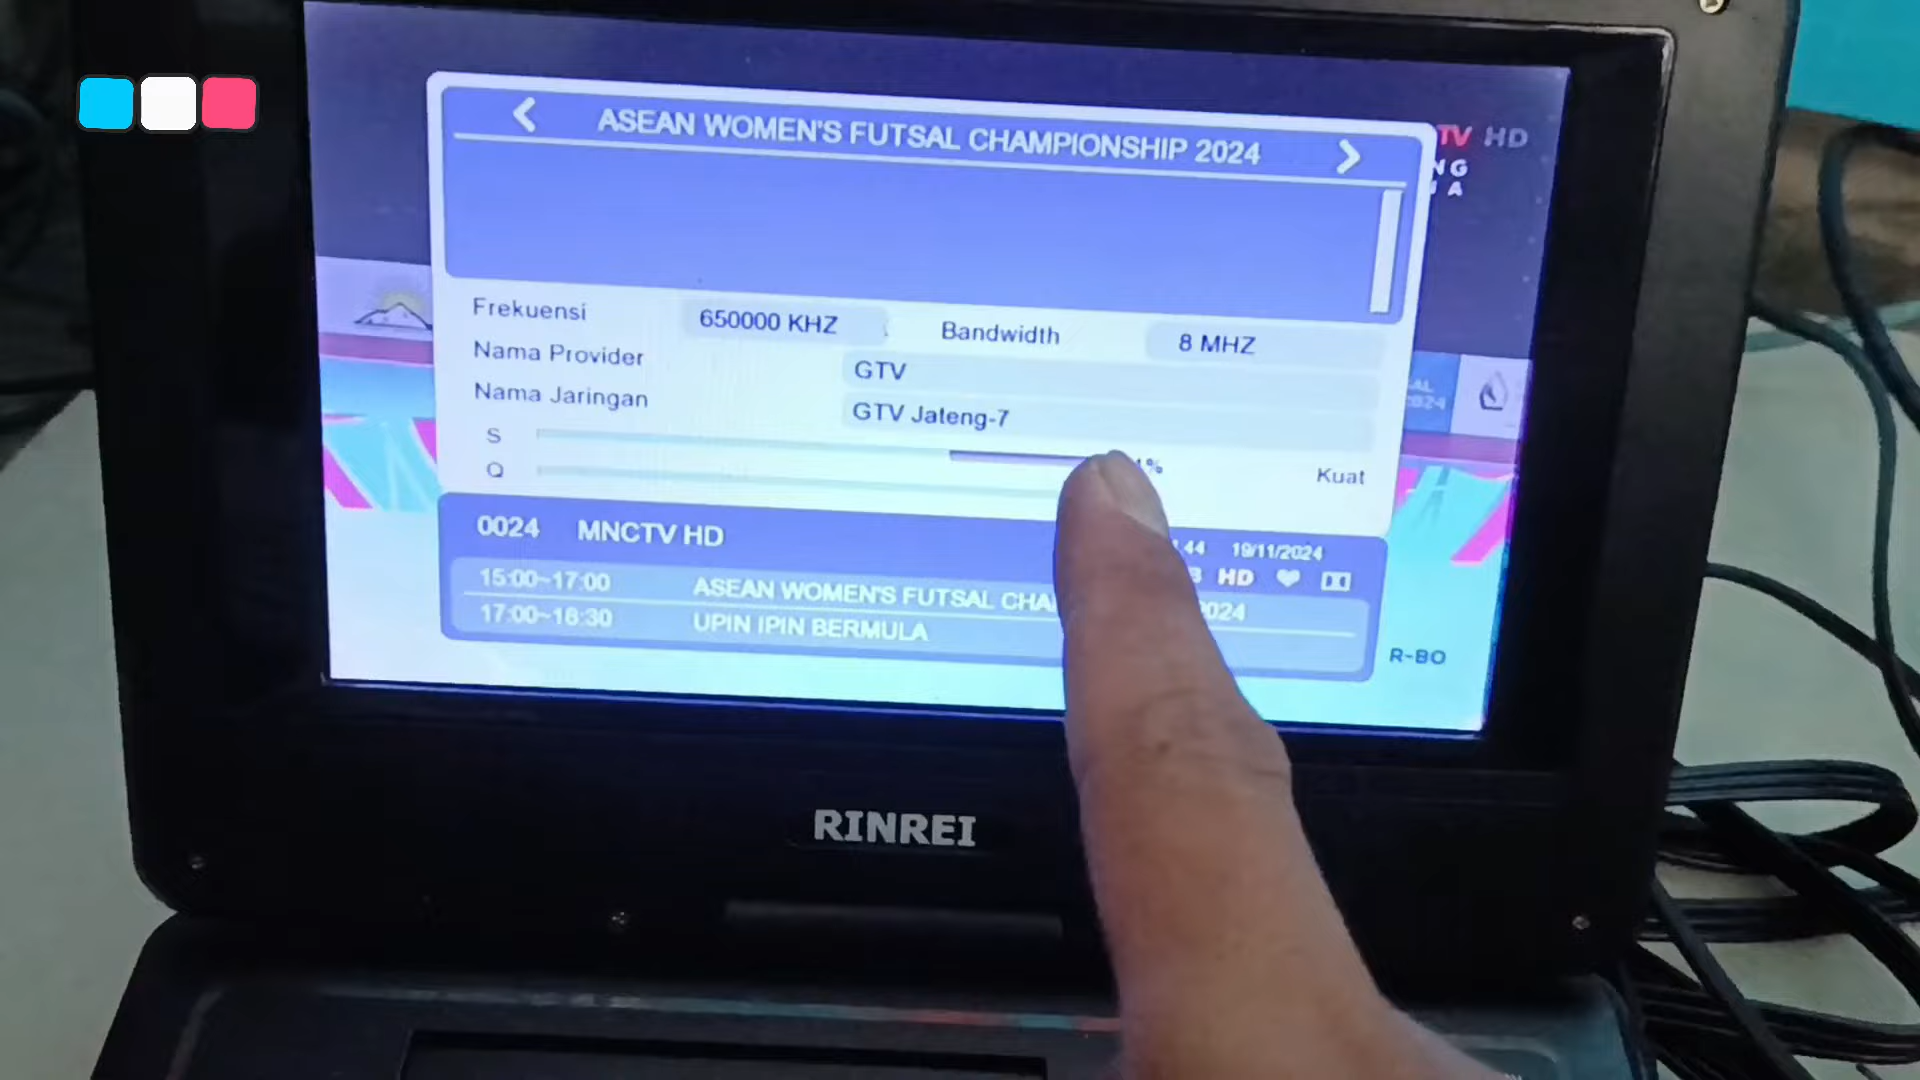 ASEAN WOMEN'S FUTSAL CHAMPIONSHIP 2024
TV HD
NG
A
Frekuensi 650000 KHZ Bandwidth 8 MHZ
Nama Provider GTV
Nama Jaringan GTV Jateng-7
S
Q
Kuat
0024 MNCTV HD
44 19/11/2024
HD
15:00~17:00 ASEAN WOMEN'S FUTSAL CHA 2024
17:00~18:30 UPIN IPIN BERMULA
R-BO
RINREI